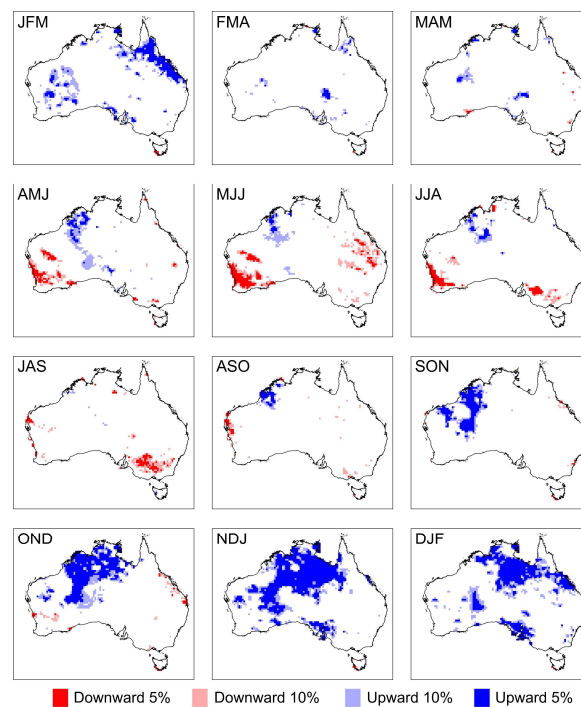 JFM
FMA
MAM
AMJ
MJJ
JJA
JAS
ASO
SON
OND
NDJ
DJF
Downward 5% Downward 10% Upward 10% Upward 5%